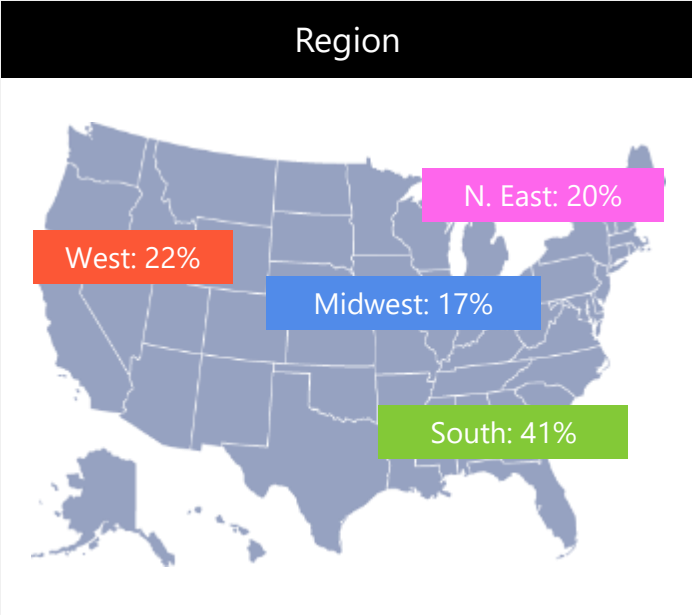 Region
N. East: 20%
West: 22%
Midwest: 17%
South: 41%